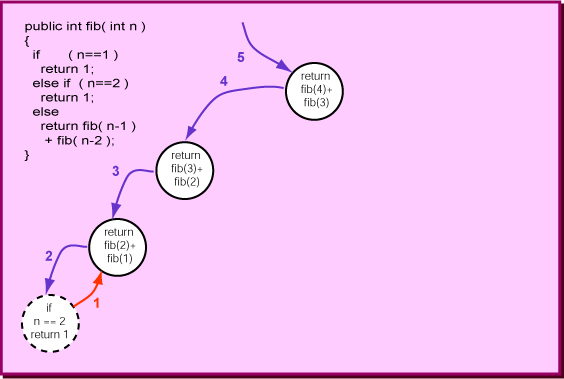 public int fib( int n )
{
if ( n==1 )
return 1;
else if ( n==2 )
return 1;
else
return fib( n-1 )
+ fib( n-2 );
}
5
return
fib(4)+
fib(3)
4
return
fib(3)+
fib(2)
3
return
fib(2)+
fib(1)
2
1
if
n == 2
return 1